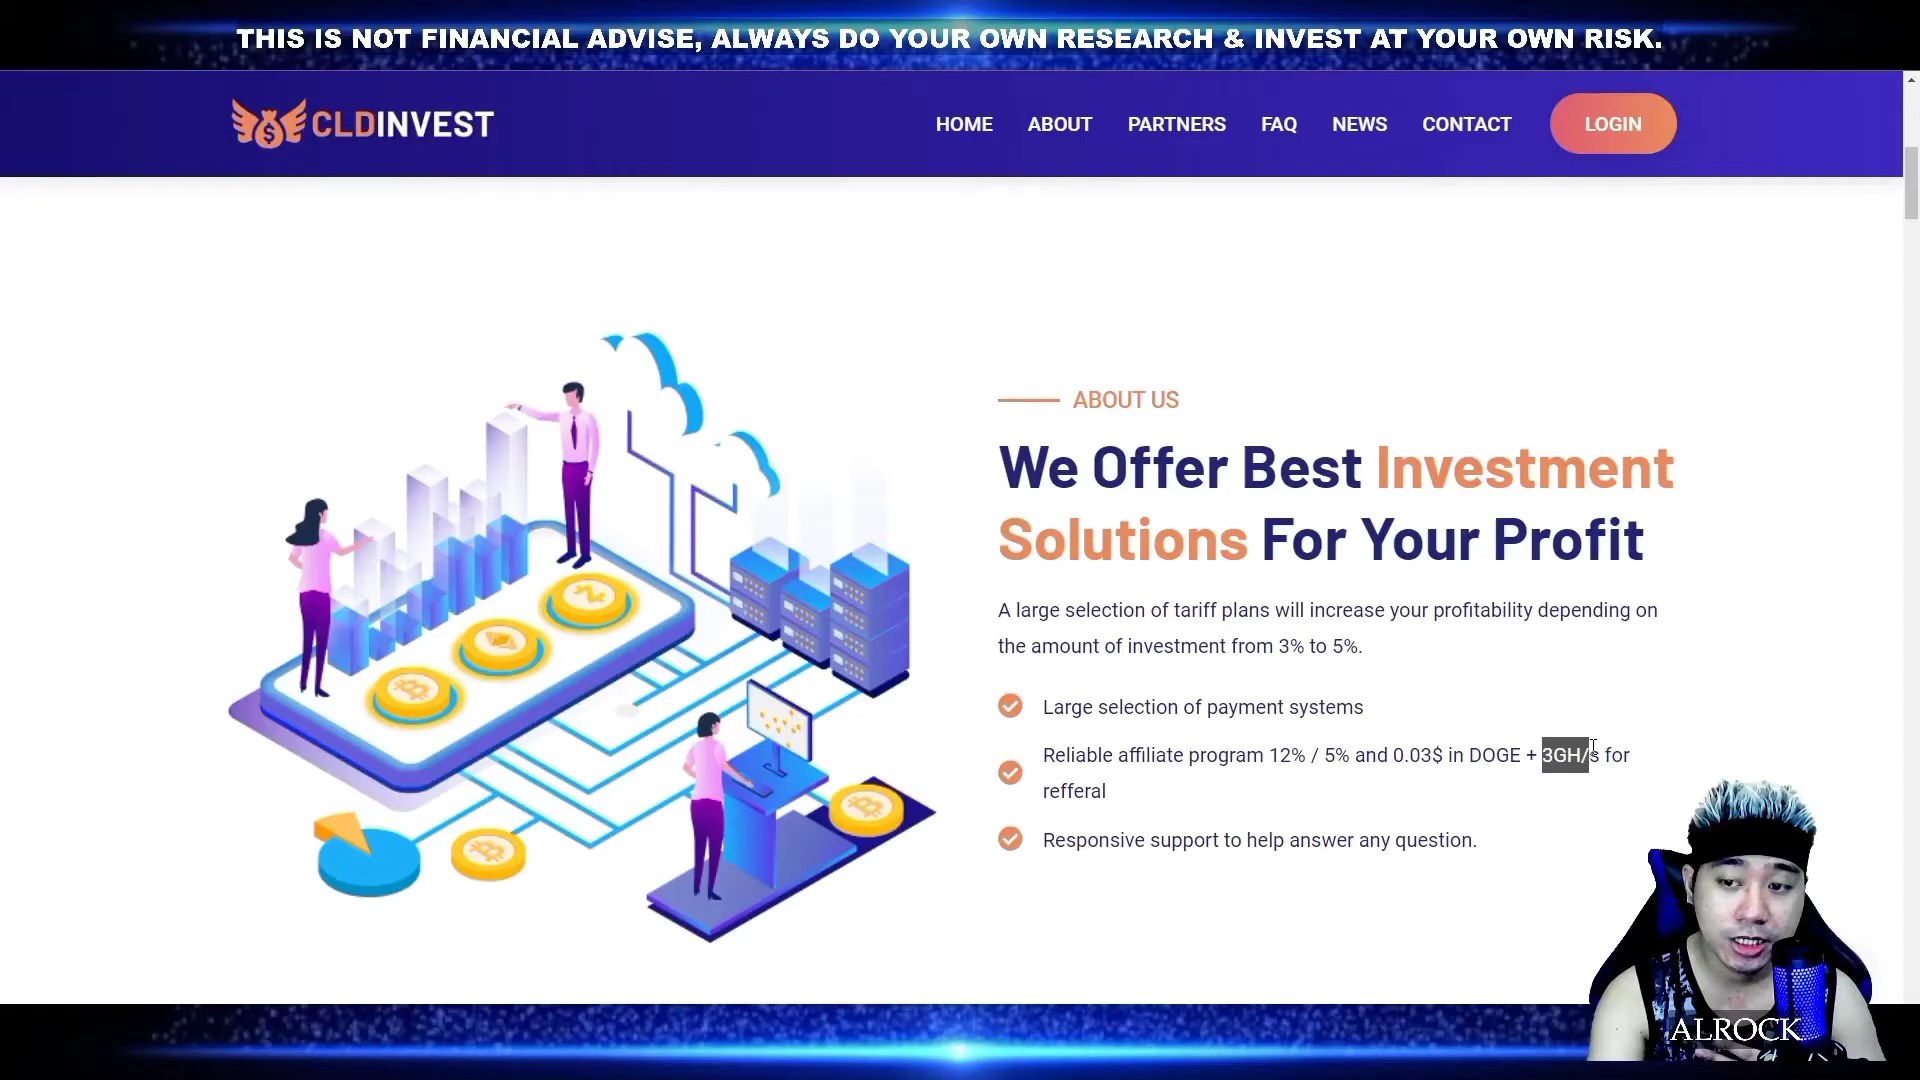 THIS IS NOT FINANCIAL ADVISE, ALWAYS DO YOUR OWN RESEARCH & INVEST AT YOUR OWN RISK.
CLDINVEST
HOME ABOUT PARTNERS FAQ NEWS CONTACT LOGIN
ABOUT US
We Offer Best Investment
Solutions For Your Profit
A large selection of tariff plans will increase your profitability depending on
the amount of investment from 3% to 5%.
Large selection of payment systems
Reliable affiliate program 12% / 5% and 0.03$ in DOGE + 3GH/s for
refferal
Responsive support to help answer any question.
ALROCK